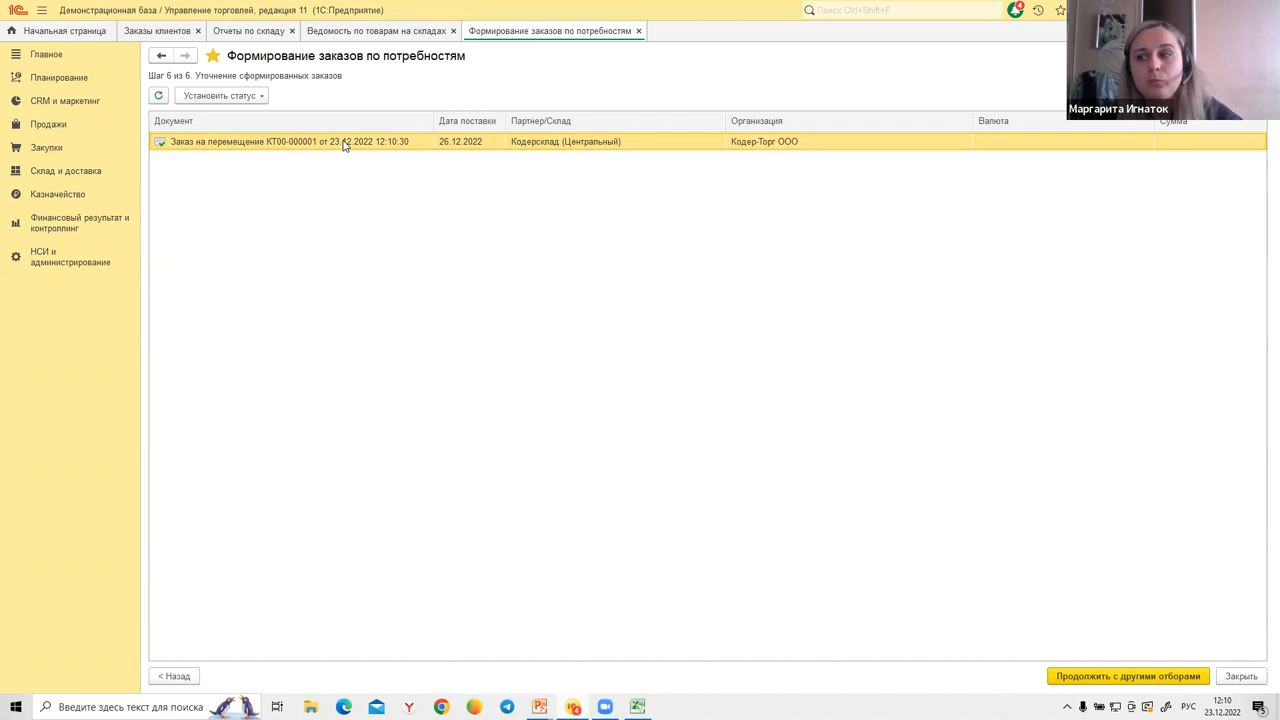 Демонстрационная база / Управление торговлей, редакция 11 (1С:Предприятие)
Поиск Ctrl+Shift+F
4
Начальная страница
Заказы клиентов ×
Отчеты по складу ×
Ведомость по товарам на складах ×
Формирование заказов по потребностям ×
Главное
Планирование
CRM и маркетинг
Продажи
Закупки
Склад и доставка
Казначейство
Финансовый результат и
контроллинг
НСИ и
администрирование
Формирование заказов по потребностям
Шаг 6 из 6. Уточнение сформированных заказов
Установить статус
Маргарита Игнаток
Документ
Дата поставки
Партнер/Склад
Организация
Валюта
Сумма
Заказ на перемещение КТ00-000001 от 23.12.2022 12:10:30
26.12.2022
Кодерсклад (Центральный)
Кодер-Торг ООО
< Назад
Продолжить с другими отборами
Закрыть
Введите здесь текст для поиска
РУС
12:10
23.12.2022
5